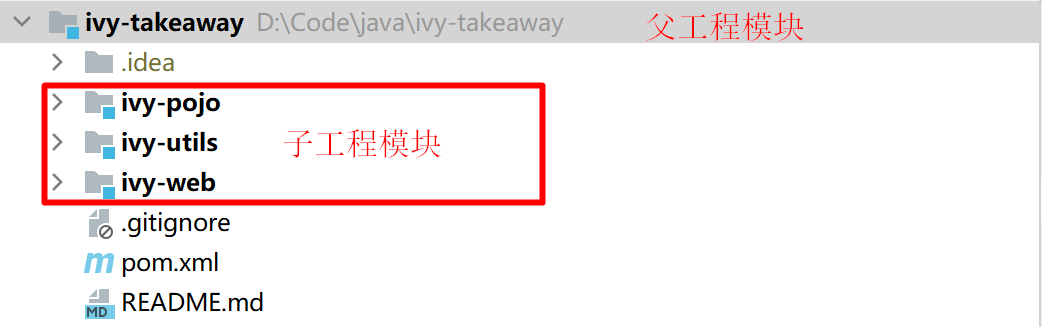 ivy-takeaway D:\Code\java\ivy-takeaway 父工程模块
.idea
ivy-pojo
ivy-utils 子工程模块
ivy-web
.gitignore
m pom.xml
MD README.md